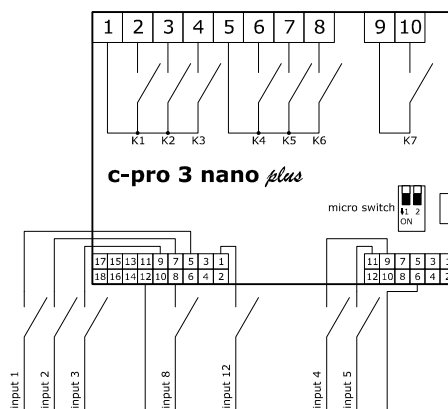 1 2 3 4 5 6 7 8 9 10
K1 K2 K3 K4 K5 K6 K7
c-pro 3 nano plus
micro switch
1 2
ON
17 15 13 11 9 7 5 3 1
18 16 14 12 10 8 6 4 2
11 9 7 5 3 1
12 10 8 6 4 2
input 1
input 2
input 3
input 8
input 12
input 4
input 5